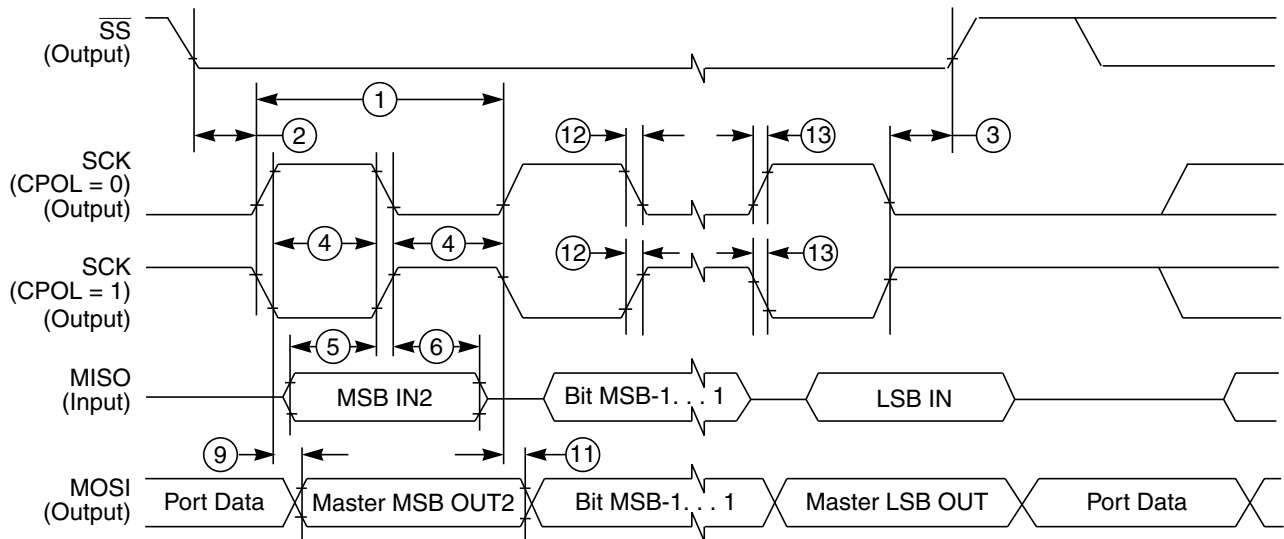 SS
(Output)
1
2
12
13
3
SCK
(CPOL = 0)
(Output)
4
4
SCK
(CPOL = 1)
(Output)
12
13
5
6
MISO
(Input)
MSB IN2
Bit MSB-1. . . 1
LSB IN
9
11
MOSI
(Output)
Port Data
Master MSB OUT2
Bit MSB-1. . . 1
Master LSB OUT
Port Data